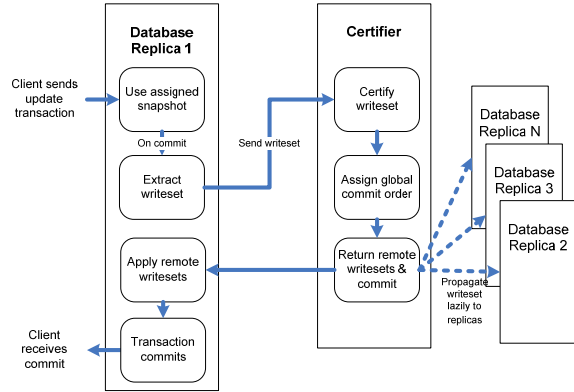 Database
Replica 1
Certifier
Client sends
update
transaction
Use assigned
snapshot
On commit
Extract
writeset
Send writeset
Certify
writeset
Assign global
commit order
Return remote
writesets &
commit
Apply remote
writesets
Transaction
commits
Client
receives
commit
Database
Replica N
Database
Replica 3
Database
Replica 2
Propagate
writeset
lazily to
replicas